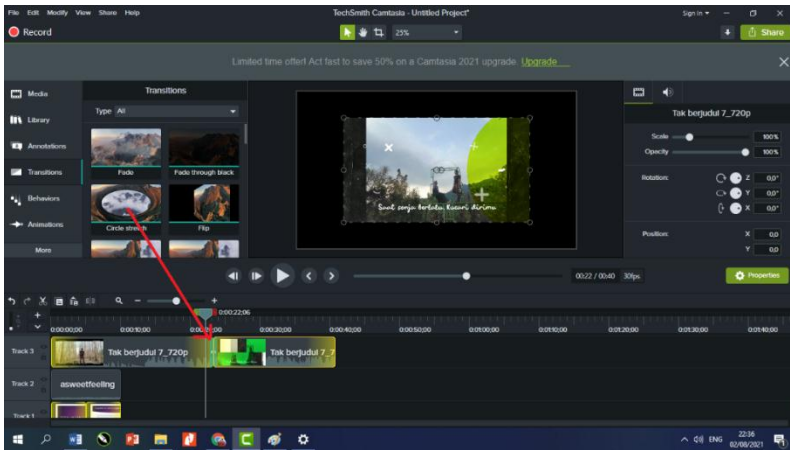 File Edit Modify View Share Help
TechSmith Camtasia - Untitled Project*
Sign In
Record
25%
Share
Limited time offer! Act fast to save 50% on a Camtasia 2021 upgrade. Upgrade
Media
Library
Annotations
Transitions
Behaviors
Animations
More
Transitions
Type All
Fade
Fade through black
Circle stretch
Flip
Saat senja bertatu Kucari dirimu
Tak berjudul 7_720p
Scale 100%
Opacity 100%
Rotation: Z 0,0°
Y 0,0°
X 0,0°
Position: X 0,0
Y 0,0
00:22 / 00:40 30fps
Properties
0:00:22;06
0:00:00;00 0:00:10;00 0:00:30;00 0:00:40;00 0:00:50;00 0:01:00;00 0:01:10;00 0:01:20;00 0:01:30;00 0:01:40;00
Track 3 Tak berjudul 7_720p Tak berjudul 7_7
Track 2 asweetfeeling
Track 1
ENG
22:36
02/08/2021